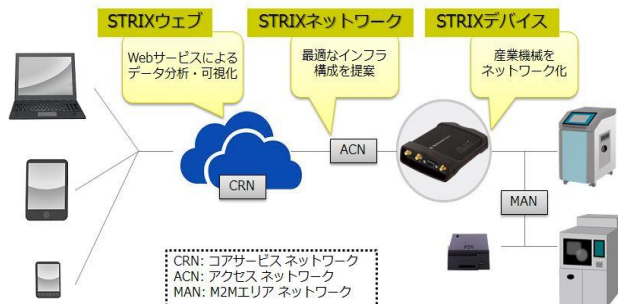 STRIXウェブ
STRIXネットワーク
STRIXデバイス
Webサービスによる
データ分析・可視化
最適なインフラ
構成を提案
産業機械を
ネットワーク化
ACN
CRN
MAN
CRN: コアサービス ネットワーク
ACN: アクセス ネットワーク
MAN: M2Mエリア ネットワーク